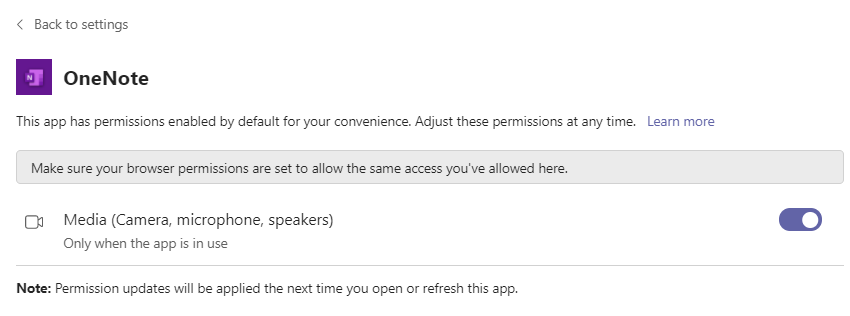 Back to settings
OneNote
This app has permissions enabled by default for your convenience. Adjust these permissions at any time. Learn more
Make sure your browser permissions are set to allow the same access you've allowed here.
Media (Camera, microphone, speakers)
Only when the app is in use
Note: Permission updates will be applied the next time you open or refresh this app.